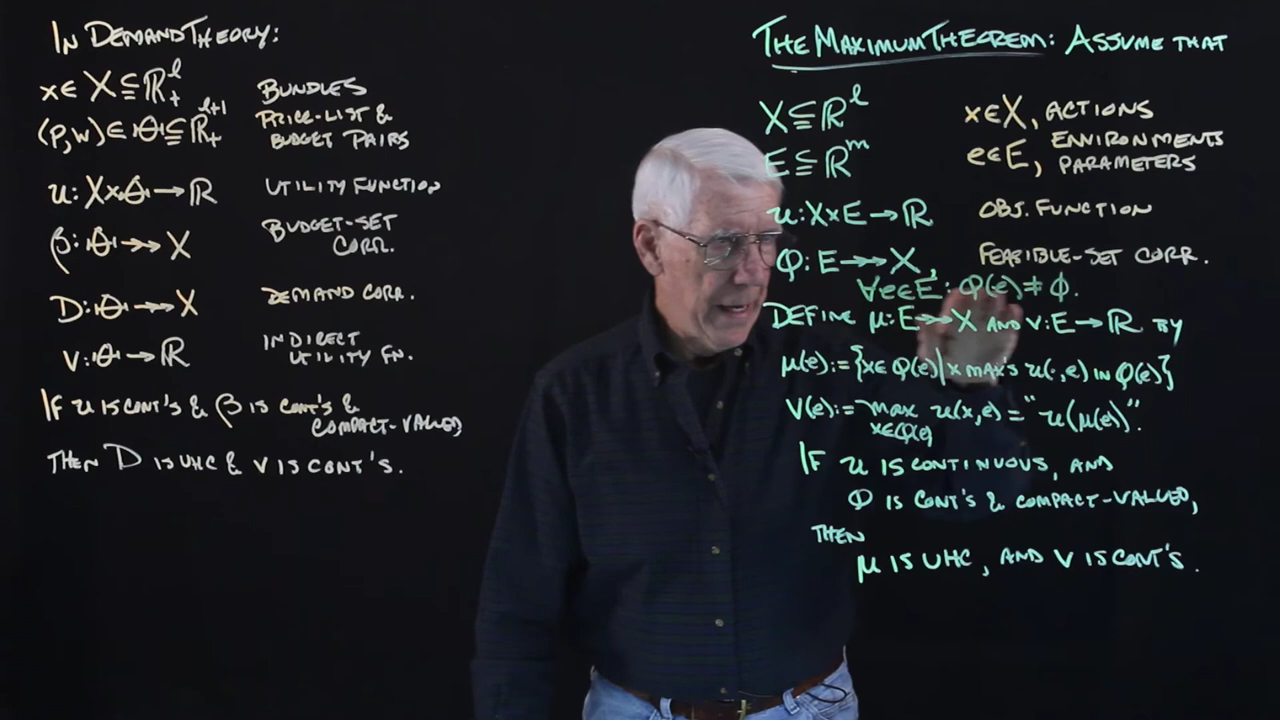 IN DEMAND THEORY:
x ∈ X ⊆ ℝ₊ˡ BUNDLES
(P,W) ∈ Θ ⊆ ℝ₊ˡ⁺¹ PRICE-LIST &
BUDGET PAIRS
u: X×Θ → ℝ UTILITY FUNCTION
β: Θ ↠ X BUDGET-SET
CORR.
D: Θ ↠ X DEMAND CORR.
V: Θ → ℝ INDIRECT
UTILITY FN.
IF u IS CONT'S & β IS CONT'S &
COMPACT-VALUED
THEN D IS UHC & V IS CONT'S.
THE MAXIMUM THEOREM: ASSUME THAT
X ⊆ ℝˡ x∈X, ACTIONS
E ⊆ ℝᵐ e∈E, ENVIRONMENTS
PARAMETERS
u: X×E → ℝ OBJ. FUNCTION
φ: E ↠ X, FEASIBLE-SET CORR.
∀e∈E: φ(e) ≠ ∅.
DEFINE μ: E ↠ X AND V: E → ℝ BY
μ(e) := {x ∈ φ(e) | x MAX'S u(·,e) IN φ(e)}
V(e) := max u(x,e) = "u(μ(e))".
x∈φ(e)
IF u IS CONTINUOUS, AND
φ IS CONT'S & COMPACT-VALUED,
THEN
μ IS UHC, AND V IS CONT'S.